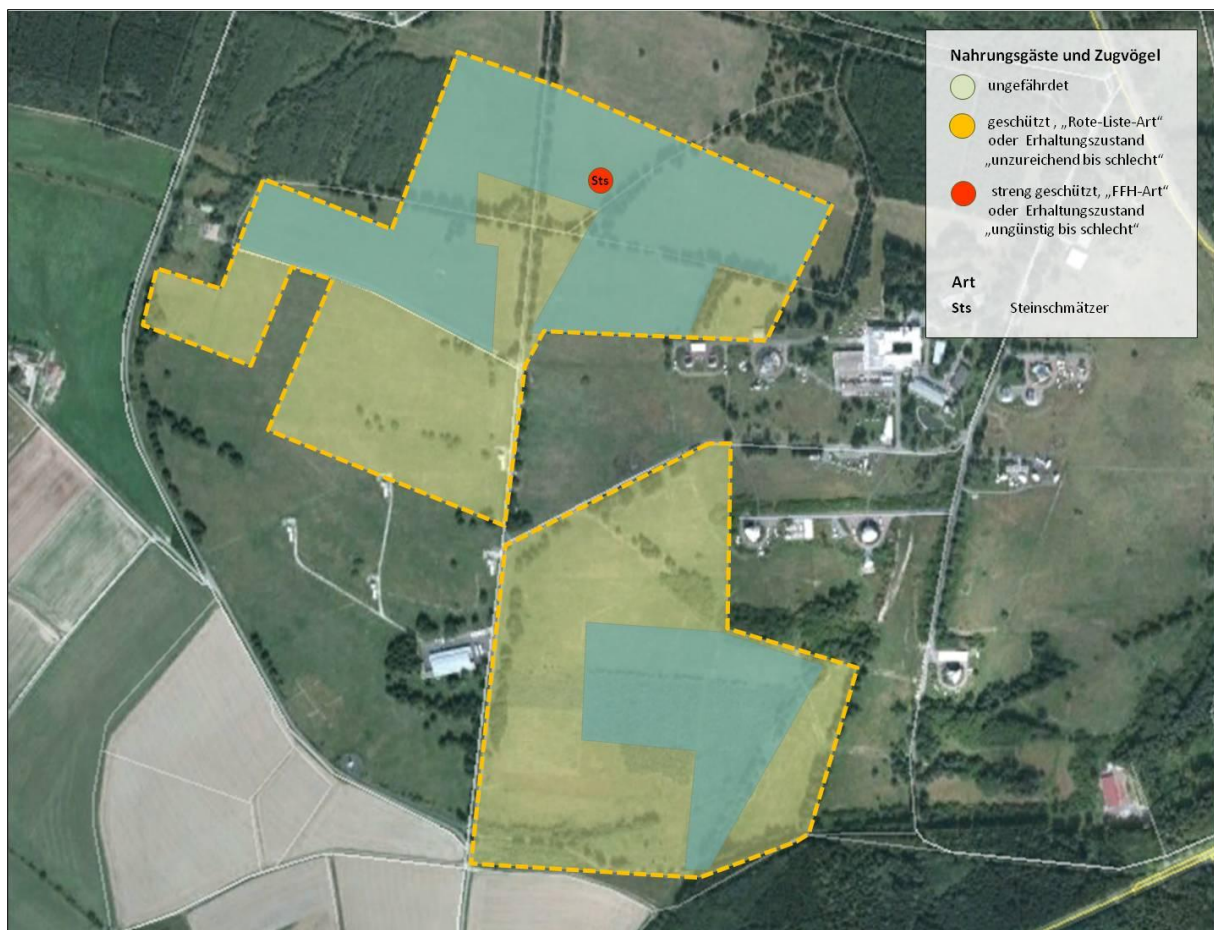 Nahrungsgäste und Zugvögel
ungefährdet
geschützt , „Rote-Liste-Art“
oder Erhaltungszustand
„unzureichend bis schlecht“
streng geschützt, „FFH-Art“
oder Erhaltungszustand
„ungünstig bis schlecht“
Art
Sts Steinschmätzer
Sts